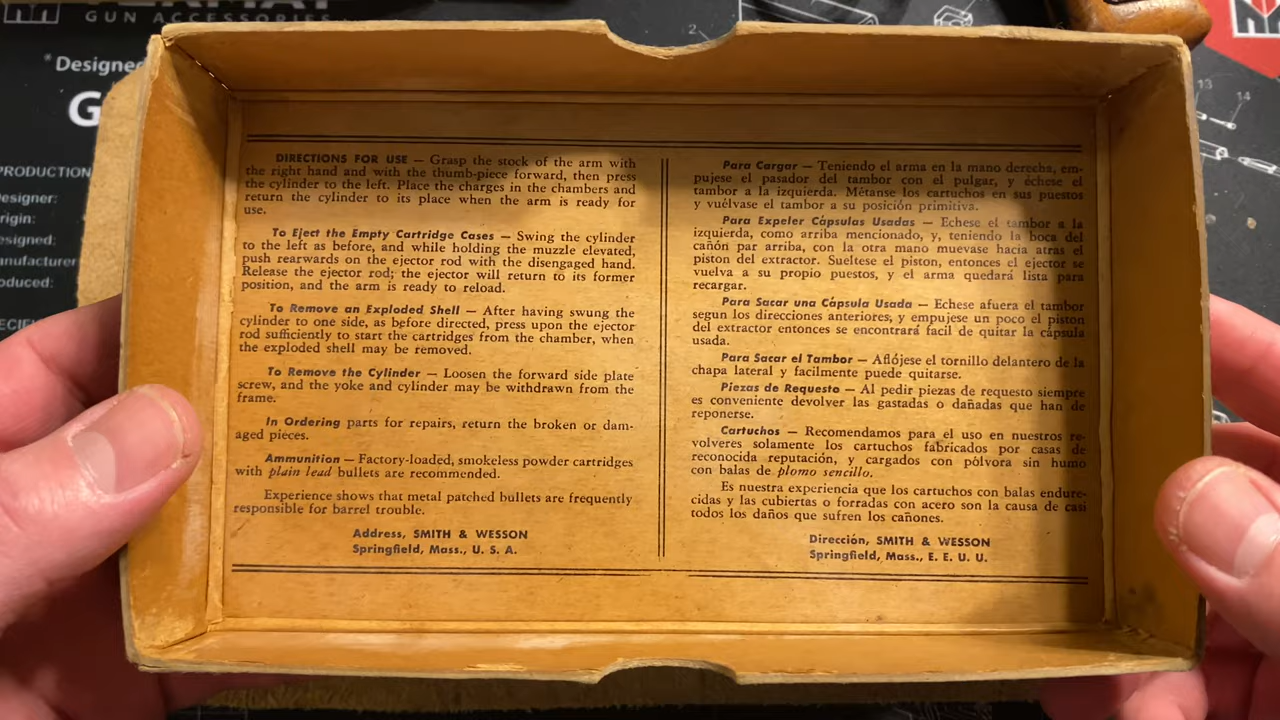 GUN ACCESSORIES
2
*Designed
G
13
14
PRODUCTION
Designer:
rigin:
esigned:
anufacturer
oduced:
DIRECTIONS FOR USE — Grasp the stock of the arm with
the right hand and with the thumb-piece forward, then press
the cylinder to the left. Place the charges in the chambers and
return the cylinder to its place when the arm is ready for
use.
To Eject the Empty Cartridge Cases — Swing the cylinder
to the left as before, and while holding the muzzle elevated,
push rearwards on the ejector rod with the disengaged hand.
Release the ejector rod; the ejector will return to its former
position, and the arm is ready to reload.
To Remove an Exploded Shell — After having swung the
cylinder to one side, as before directed, press upon the ejector
rod sufficiently to start the cartridges from the chamber, when
the exploded shell may be removed.
To Remove the Cylinder — Loosen the forward side plate
screw, and the yoke and cylinder may be withdrawn from the
frame.
In Ordering parts for repairs, return the broken or dam-
aged pieces.
Ammunition — Factory-loaded, smokeless powder cartridges
with plain lead bullets are recommended.
Experience shows that metal patched bullets are frequently
responsible for barrel trouble.
Address, SMITH & WESSON
Springfield, Mass., U. S. A.
Para Cargar — Teniendo el arma en la mano derecha, em-
pujese el pasador del tambor con el pulgar, y échese el
tambor a la izquierda. Métanse los cartuchos en sus puestos
y vuélvase el tambor a su posición primitiva.
Para Expeler Cápsulas Usadas — Echese el tambor a la
izquierda, como arriba mencionado, y, teniendo la boca del
cañón par arriba, con la otra mano muevase hacia atras el
piston del extractor. Sueltese el piston, entonces el ejector se
vuelva a su propio puestos, y el arma quedará lista para
recargar.
Para Sacar una Cápsula Usada — Echese afuera el tambor
segun los direcciones anteriores, y empujese un poco el piston
del extractor entonces se encontrará facil de quitar la cápsula
usada.
Para Sacar el Tambor — Aflójese el tornillo delantero de la
chapa lateral y facilmente puede quitarse.
Piezas de Requesto — Al pedir piezas de requesto siempre
es conveniente devolver las gastadas o dañadas que han de
reponerse.
Cartuchos — Recomendamos para el uso en nuestros re-
volveres solamente los cartuchos fabricados por casas de
reconocida reputación, y cargados con pólvora sin humo
con balas de plomo sencillo.
Es nuestra experiencia que los cartuchos con balas endure-
cidas y las cubiertas o forradas con acero son la causa de casi
todos los daños que sufren los cañones.
Dirección, SMITH & WESSON
Springfield, Mass., E. E. U. U.